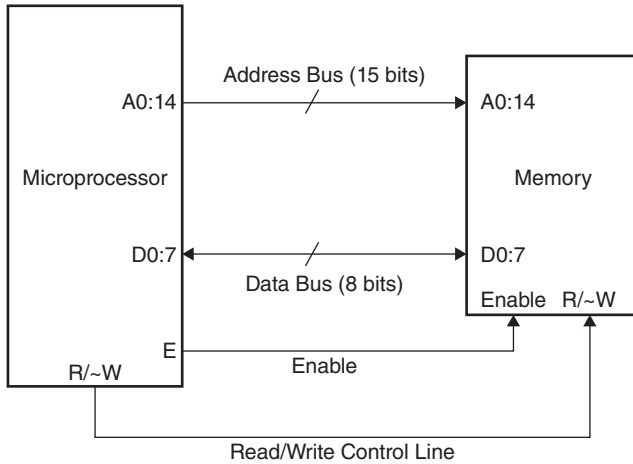 Address Bus (15 bits)
A0:14
A0:14
Microprocessor
Memory
D0:7
D0:7
Data Bus (8 bits)
Enable
R/~W
E
Enable
R/~W
Read/Write Control Line